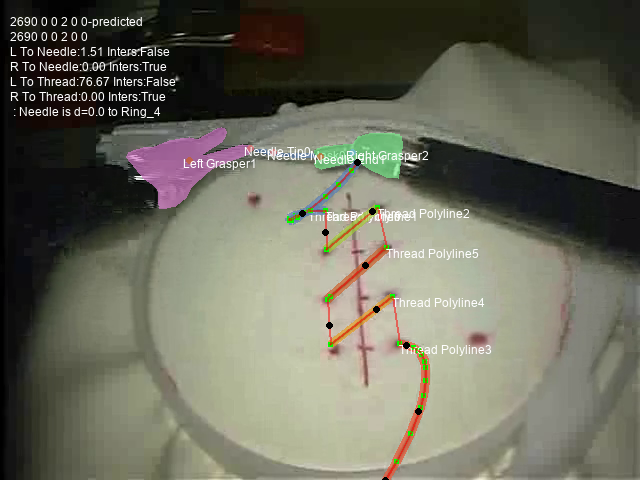 2690 0 0 2 0 0-predicted
2690 0 0 2 0 0
L To Needle:1.51 Inters:False
R To Needle:0.00 Inters:True
L To Thread:76.67 Inters:False
R To Thread:0.00 Inters:True
: Needle is d=0.0 to Ring_4
Needle Tip0
Right Grasper2
Left Grasper1
Thread Polyline2
Thread Polyline5
Thread Polyline4
Thread Polyline3